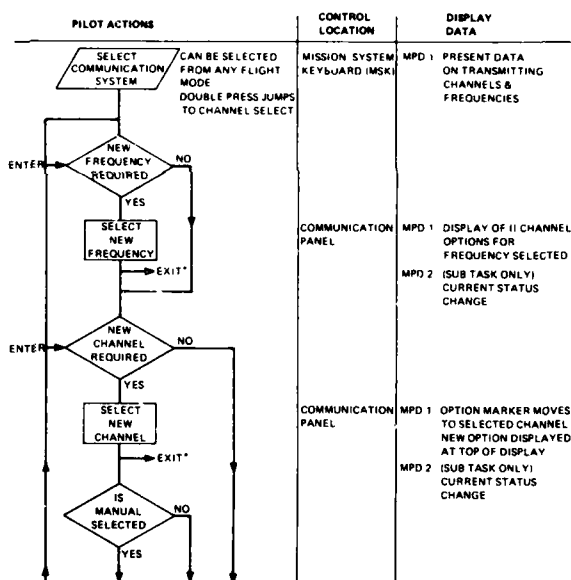 PILOT ACTIONS
CONTROL
LOCATION
DISPLAY
DATA
SELECT
COMMUNICATION
SYSTEM
CAN BE SELECTED
FROM ANY FLIGHT
MODE
DOUBLE PRESS JUMPS
TO CHANNEL SELECT
MISSION SYSTEM
KEYBOARD (MSK)
MPD 1 PRESENT DATA
ON TRANSMITTING
CHANNELS &
FREQUENCIES
ENTER
NEW
FREQUENCY
REQUIRED
NO
YES
SELECT
NEW
FREQUENCY
EXIT*
COMMUNICATION
PANEL
MPD 1 DISPLAY OF II CHANNEL
OPTIONS FOR
FREQUENCY SELECTED
MPD 2 (SUB TASK ONLY)
CURRENT STATUS
CHANGE
ENTER
NEW
CHANNEL
REQUIRED
NO
YES
SELECT
NEW
CHANNEL
EXIT*
COMMUNICATION
PANEL
MPD 1 OPTION MARKER MOVES
TO SELECTED CHANNEL
NEW OPTION DISPLAYED
AT TOP OF DISPLAY
MPD 2 (SUB TASK ONLY)
CURRENT STATUS
CHANGE
IS
MANUAL
SELECTED
NO
YES